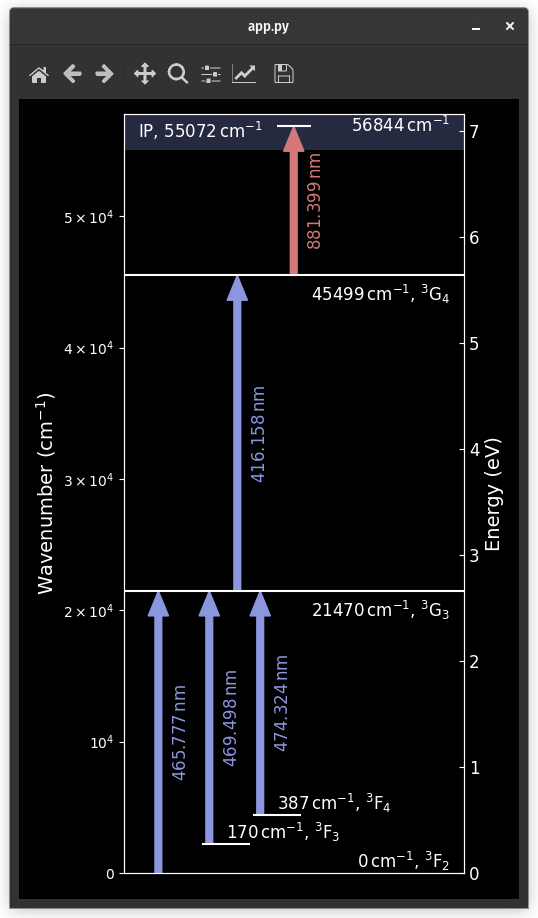 app.py
IP, 55072 cm⁻¹
56844 cm⁻¹
7
881.399 nm
5 × 10⁴
6
45499 cm⁻¹, ³G₄
4 × 10⁴
5
416.158 nm
Wavenumber (cm⁻¹)
Energy (eV)
4
3 × 10⁴
3
2 × 10⁴
21470 cm⁻¹, ³G₃
465.777 nm
469.498 nm
474.324 nm
2
10⁴
1
387 cm⁻¹, ³F₄
170 cm⁻¹, ³F₃
0 cm⁻¹, ³F₂
0
0